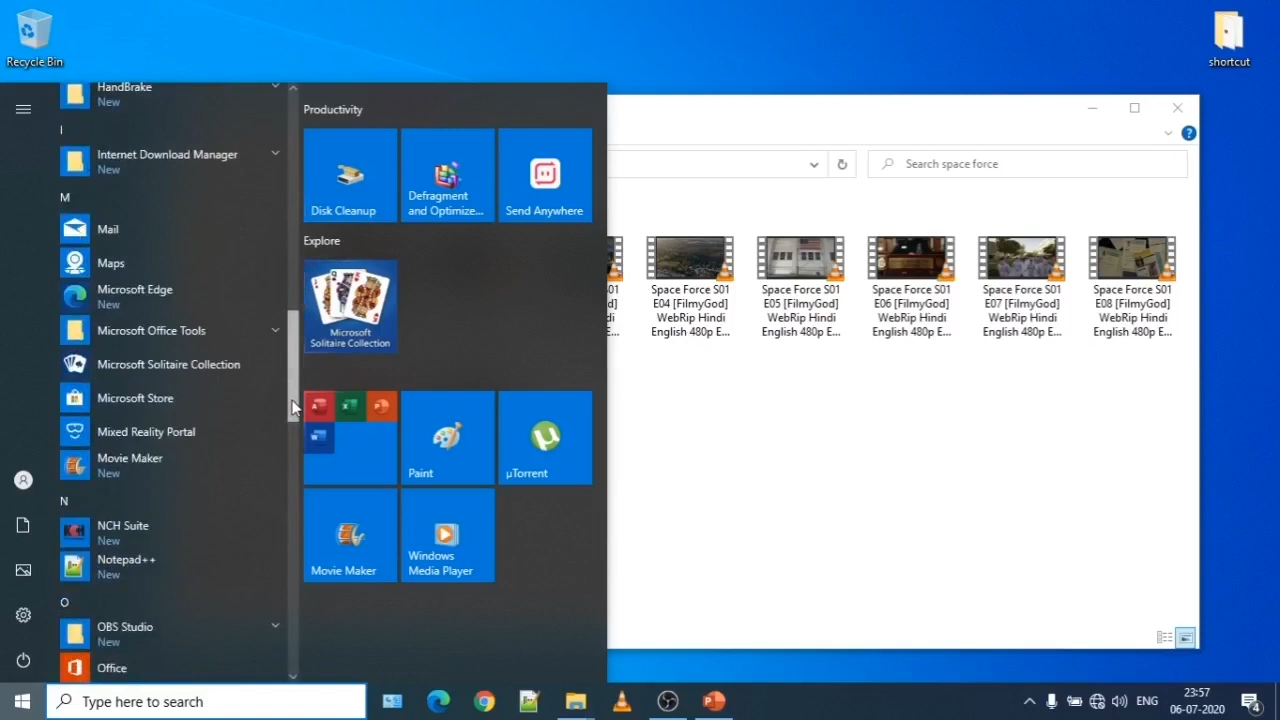 Recycle Bin
shortcut
HandBrake
New
I
Internet Download Manager
New
M
Mail
Maps
Microsoft Edge
New
Microsoft Office Tools
Microsoft Solitaire Collection
Microsoft Store
Mixed Reality Portal
Movie Maker
New
N
NCH Suite
New
Notepad++
New
O
OBS Studio
New
Office
Productivity
Disk Cleanup
Defragment
and Optimize...
Send Anywhere
Explore
Microsoft
Solitaire Collection
Paint
µTorrent
Movie Maker
Windows
Media Player
Search space force
S01
d]
ndi
E...
Space Force S01
E04 [FilmyGod]
WebRip Hindi
English 480p E...
Space Force S01
E05 [FilmyGod]
WebRip Hindi
English 480p E...
Space Force S01
E06 [FilmyGod]
WebRip Hindi
English 480p E...
Space Force S01
E07 [FilmyGod]
WebRip Hindi
English 480p E...
Space Force S01
E08 [FilmyGod]
WebRip Hindi
English 480p E...
Type here to search
ENG
23:57
06-07-2020
4